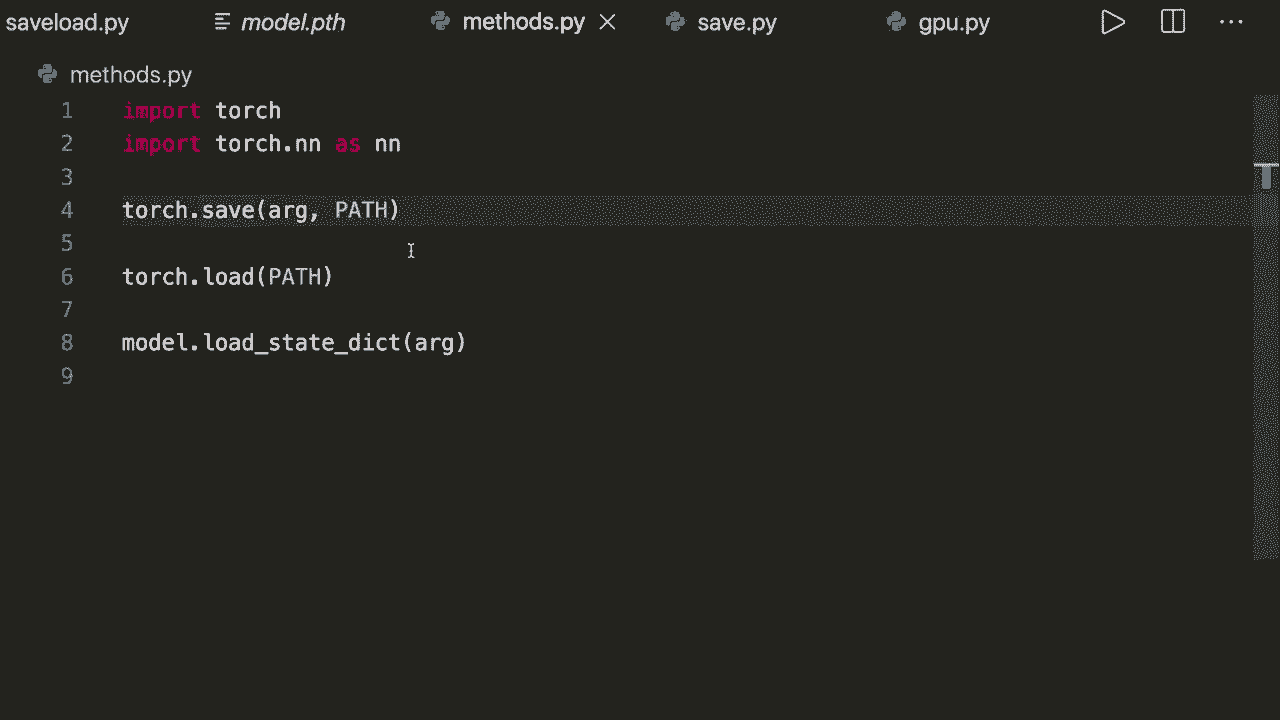 saveload.py model.pth methods.py save.py gpu.py
methods.py
1 import torch
2 import torch.nn as nn
3
4 torch.save(arg, PATH)
5
6 torch.load(PATH)
7
8 model.load_state_dict(arg)
9